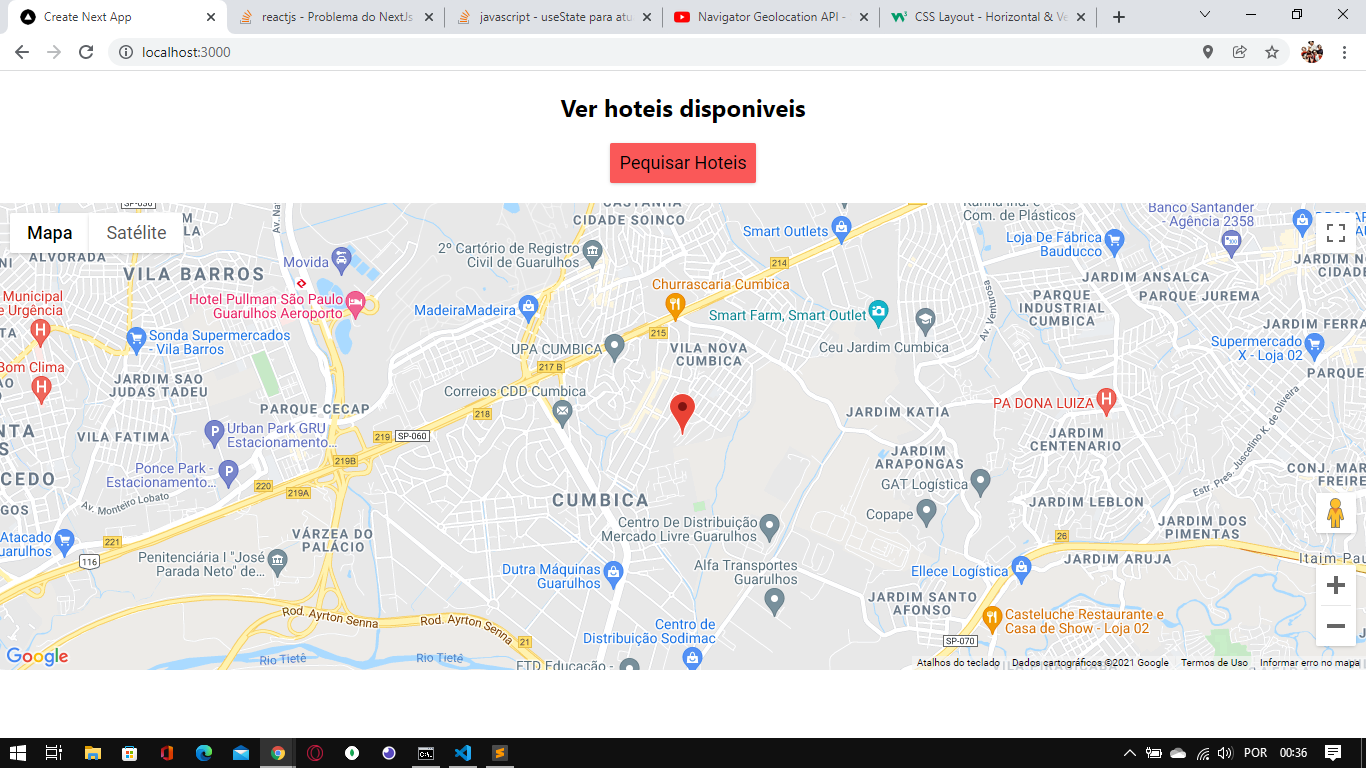 Create Next App
reactjs - Problema do NextJs
javascript - useState para atu
Navigator Geolocation API -
CSS Layout - Horizontal & Ve
localhost:3000
Ver hoteis disponiveis
Pequisar Hoteis
Mapa
Satélite
CIDADE SOINCO
Smart Outlets
Com. de Plásticos
Banco Santander
- Agência 2358
Loja De Fábrica
Bauducco
2º Cartório de Registro
Civil de Guarulhos
214
ALVORADA
VILA BARROS
Movida
JARDIM ANSALCA
PARQUE JUREMA
JARDIM NO
CIDADE
Churrascaria Cumbica
Municipal
e Urgência
Hotel Pullman São Paulo
Guarulhos Aeroporto
MadeiraMadeira
Smart Farm, Smart Outlet
Av. Venturosa
PARQUE
INDUSTRIAL
CUMBICA
JARDIM FERRA
Sonda Supermercados
- Vila Barros
215
UPA CUMBICA
VILA NOVA
CUMBICA
Ceu Jardim Cumbica
Supermercado
X - Loja 02
Bom Clima
217 B
JARDIM SAO
JUDAS TADEU
Correios CDD Cumbica
PARQUE
PARQUE CECAP
218
JARDIM KATIA
PA DONA LUIZA
VILA FATIMA
Urban Park GRU
Estacionamento...
219
SP-060
JARDIM
CENTENARIO
Estr. Pres. Juscelino K. de Oliveira
219B
JARDIM
ARAPONGAS
CONJ. MAR
FREIRE
Ponce Park -
Estacionamento...
220
219A
GAT Logística
Av. Monteiro Lobato
CUMBICA
JARDIM LEBLON
Copape
Centro De Distribuição
Mercado Livre Guarulhos
JARDIM DOS
PIMENTAS
VÁRZEA DO
PALÁCIO
26
Atacado
Guarulhos
221
116
Penitenciária I "José
Parada Neto" de...
JARDIM ARUJA
Itaim Pau
Dutra Máquinas
Guarulhos
Alfa Transportes
Guarulhos
Ellece Logística
JARDIM SANTO
AFONSO
Rod. Ayrton Senna
Rod. Ayrton Senna
Casteluche Restaurante e
Casa de Show - Loja 02
Centro de
Distribuição Sodimac
21
SP-070
Google
Rio Tietê
Rio Tietê
FTD Educação -
Atalhos do teclado
Dados cartográficos ©2021 Google
Termos de Uso
Informar erro no mapa
POR
00:36